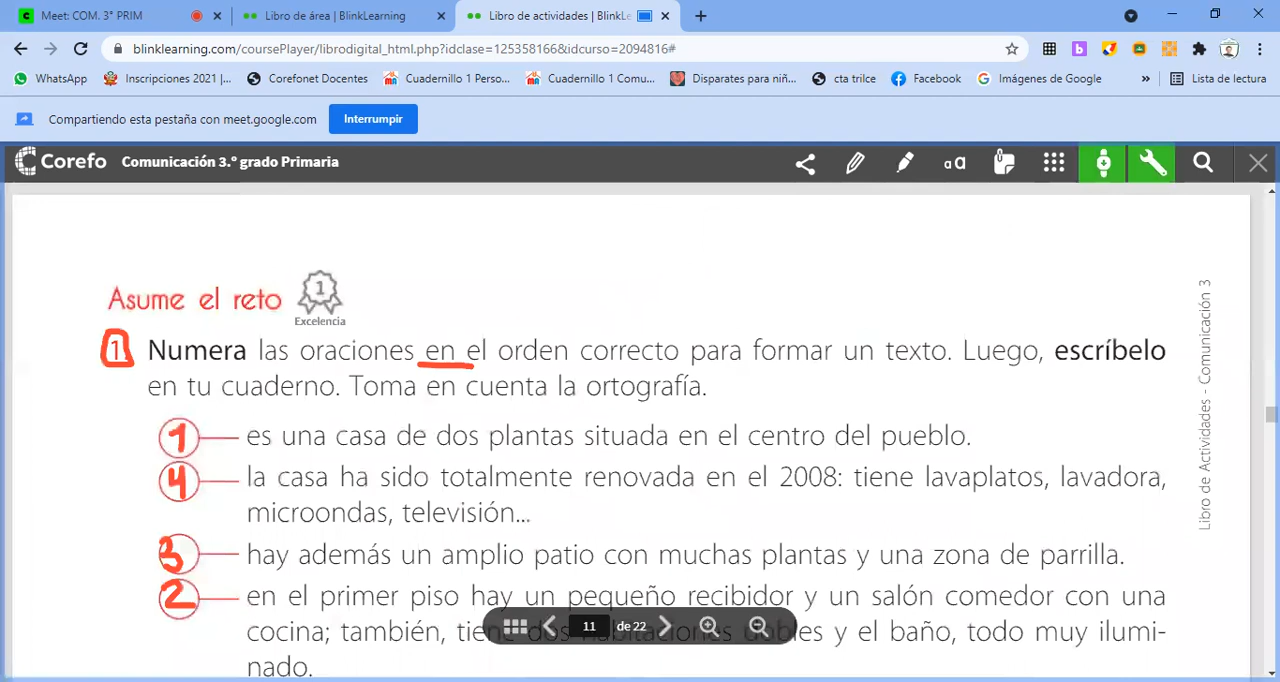 Meet: COM. 3° PRIM
Libro de área | BlinkLearning
Libro de actividades | BlinkLe
blinklearning.com/coursePlayer/librodigital_html.php?idclase=125358166&idcurso=2094816#
WhatsApp Inscripciones 2021 |... Corefonet Docentes Cuadernillo 1 Perso... Cuadernillo 1 Comu... Disparates para niñ... cta trilce Facebook Imágenes de Google » Lista de lectura
Compartiendo esta pestaña con meet.google.com Interrumpir
Corefo Comunicación 3.º grado Primaria
a a
Asume el reto 1
Excelencia
1 Numera las oraciones en el orden correcto para formar un texto. Luego, escríbelo
en tu cuaderno. Toma en cuenta la ortografía.
1 es una casa de dos plantas situada en el centro del pueblo.
4 la casa ha sido totalmente renovada en el 2008: tiene lavaplatos, lavadora,
microondas, televisión...
3 hay además un amplio patio con muchas plantas y una zona de parrilla.
2 en el primer piso hay un pequeño recibidor y un salón comedor con una
cocina; también, tiene dos habitaciones dobles y el baño, todo muy ilumi-
nado.
11 de 22
Libro de Actividades - Comunicación 3